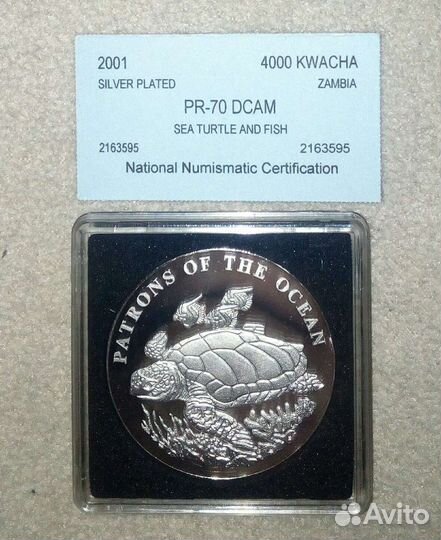 2001 4000 KWACHA
SILVER PLATED ZAMBIA
PR-70 DCAM
SEA TURTLE AND FISH
2163595 2163595
National Numismatic Certification
PATRONS OF THE OCEAN
Avito